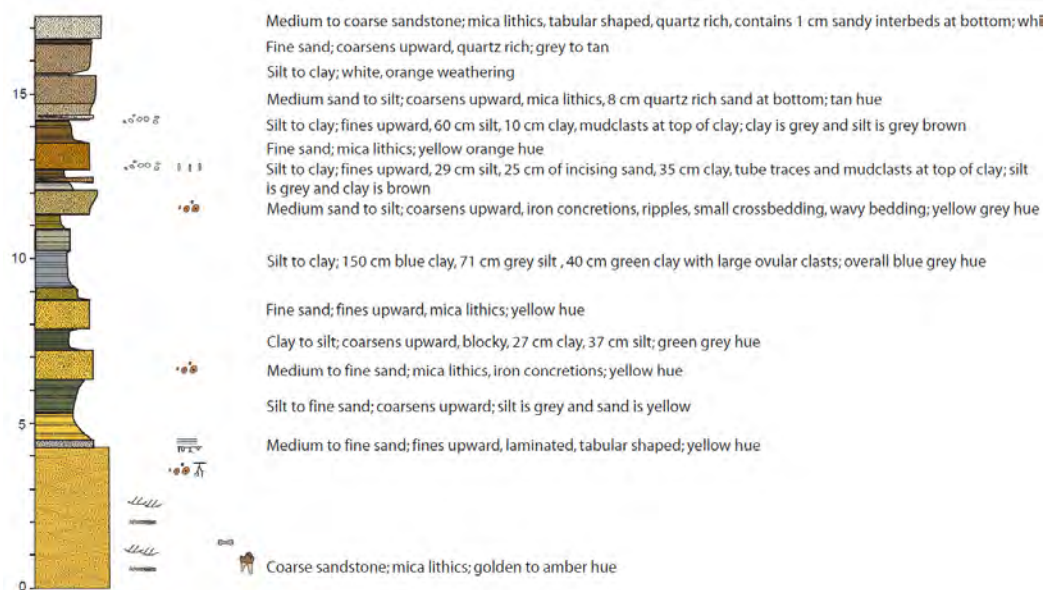 Medium to coarse sandstone; mica lithics, tabular shaped, quartz rich, contains 1 cm sandy interbeds at bottom; whi
Fine sand; coarsens upward, quartz rich; grey to tan
Silt to clay; white, orange weathering
15
Medium sand to silt; coarsens upward, mica lithics, 8 cm quartz rich sand at bottom; tan hue
Silt to clay; fines upward, 60 cm silt, 10 cm clay, mudclasts at top of clay; clay is grey and silt is grey brown
Fine sand; mica lithics; yellow orange hue
Silt to clay; fines upward, 29 cm silt, 25 cm of incising sand, 35 cm clay, tube traces and mudclasts at top of clay; silt
is grey and clay is brown
Medium sand to silt; coarsens upward, iron concretions, ripples, small crossbedding, wavy bedding; yellow grey hue
10
Silt to clay; 150 cm blue clay, 71 cm grey silt , 40 cm green clay with large ovular clasts; overall blue grey hue
Fine sand; fines upward, mica lithics; yellow hue
Clay to silt; coarsens upward, blocky, 27 cm clay, 37 cm silt; green grey hue
Medium to fine sand; mica lithics, iron concretions; yellow hue
Silt to fine sand; coarsens upward; silt is grey and sand is yellow
5
Medium to fine sand; fines upward, laminated, tabular shaped; yellow hue
Coarse sandstone; mica lithics; golden to amber hue
0